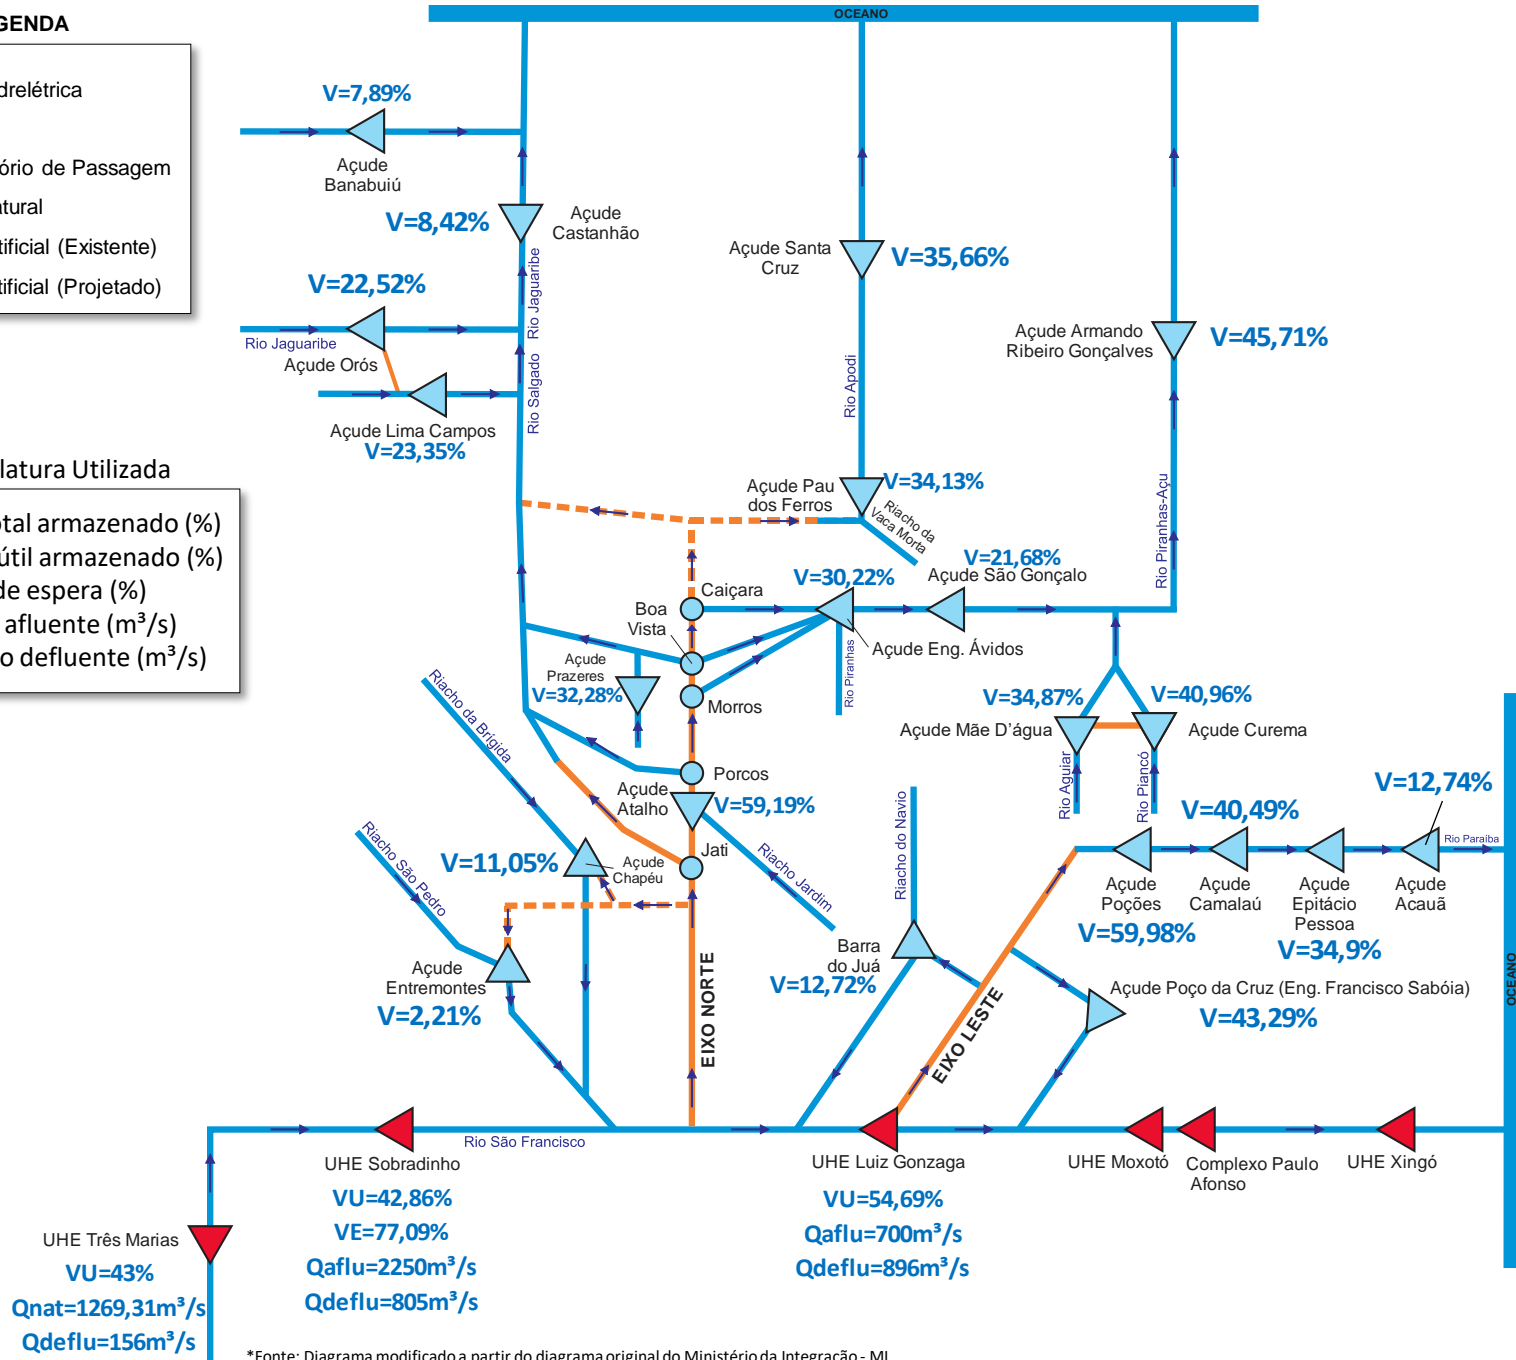 OCEANO
GENDA
drelétrica
ório de Passagem
atural
tificial (Existente)
tificial (Projetado)
V=7,89%
Açude
Banabuiú
V=8,42%
Açude
Castanhão
Rio Jaguaribe
V=22,52%
Rio Jaguaribe
Açude Orós
Rio Salgado
Açude Lima Campos
V=23,35%
Açude Santa
Cruz
V=35,66%
Rio Apodi
Açude Armando
Ribeiro Gonçalves
V=45,71%
Rio Piranhas-Açu
latura Utilizada
otal armazenado (%)
útil armazenado (%)
de espera (%)
afluente (m³/s)
o defluente (m³/s)
Açude Pau
dos Ferros
V=34,13%
Riacho da
Vaca Morta
V=21,68%
Açude São Gonçalo
V=30,22%
Caiçara
Boa
Vista
Açude Eng. Ávidos
Rio Piranhas
Açude
Prazeres
V=32,28%
Morros
Riacho da Brígida
V=34,87%
V=40,96%
Açude Mãe D'água
Açude Curema
Rio Aguiar
Rio Piancó
Porcos
Açude
Atalho
V=59,19%
V=12,74%
V=40,49%
Riacho do Navio
Riacho São Pedro
Jati
V=11,05%
Açude
Chapéu
Riacho Jardim
Rio Paraíba
Açude
Poções
Açude
Camalaú
Açude
Epitácio
Pessoa
Açude
Acauã
V=59,98%
V=34,9%
Barra
do Juá
V=12,72%
Açude
Entremontes
V=2,21%
EIXO NORTE
EIXO LESTE
Açude Poço da Cruz (Eng. Francisco Sabóia)
V=43,29%
OCEANO
Rio São Francisco
UHE Sobradinho
VU=42,86%
VE=77,09%
Qaflu=2250m³/s
Qdeflu=805m³/s
UHE Luiz Gonzaga
VU=54,69%
Qaflu=700m³/s
Qdeflu=896m³/s
UHE Moxotó
Complexo Paulo
Afonso
UHE Xingó
UHE Três Marias
VU=43%
Qnat=1269,31m³/s
Qdeflu=156m³/s
*Fonte: Diagrama modificado a partir do diagrama original do Ministério da Integração - MI